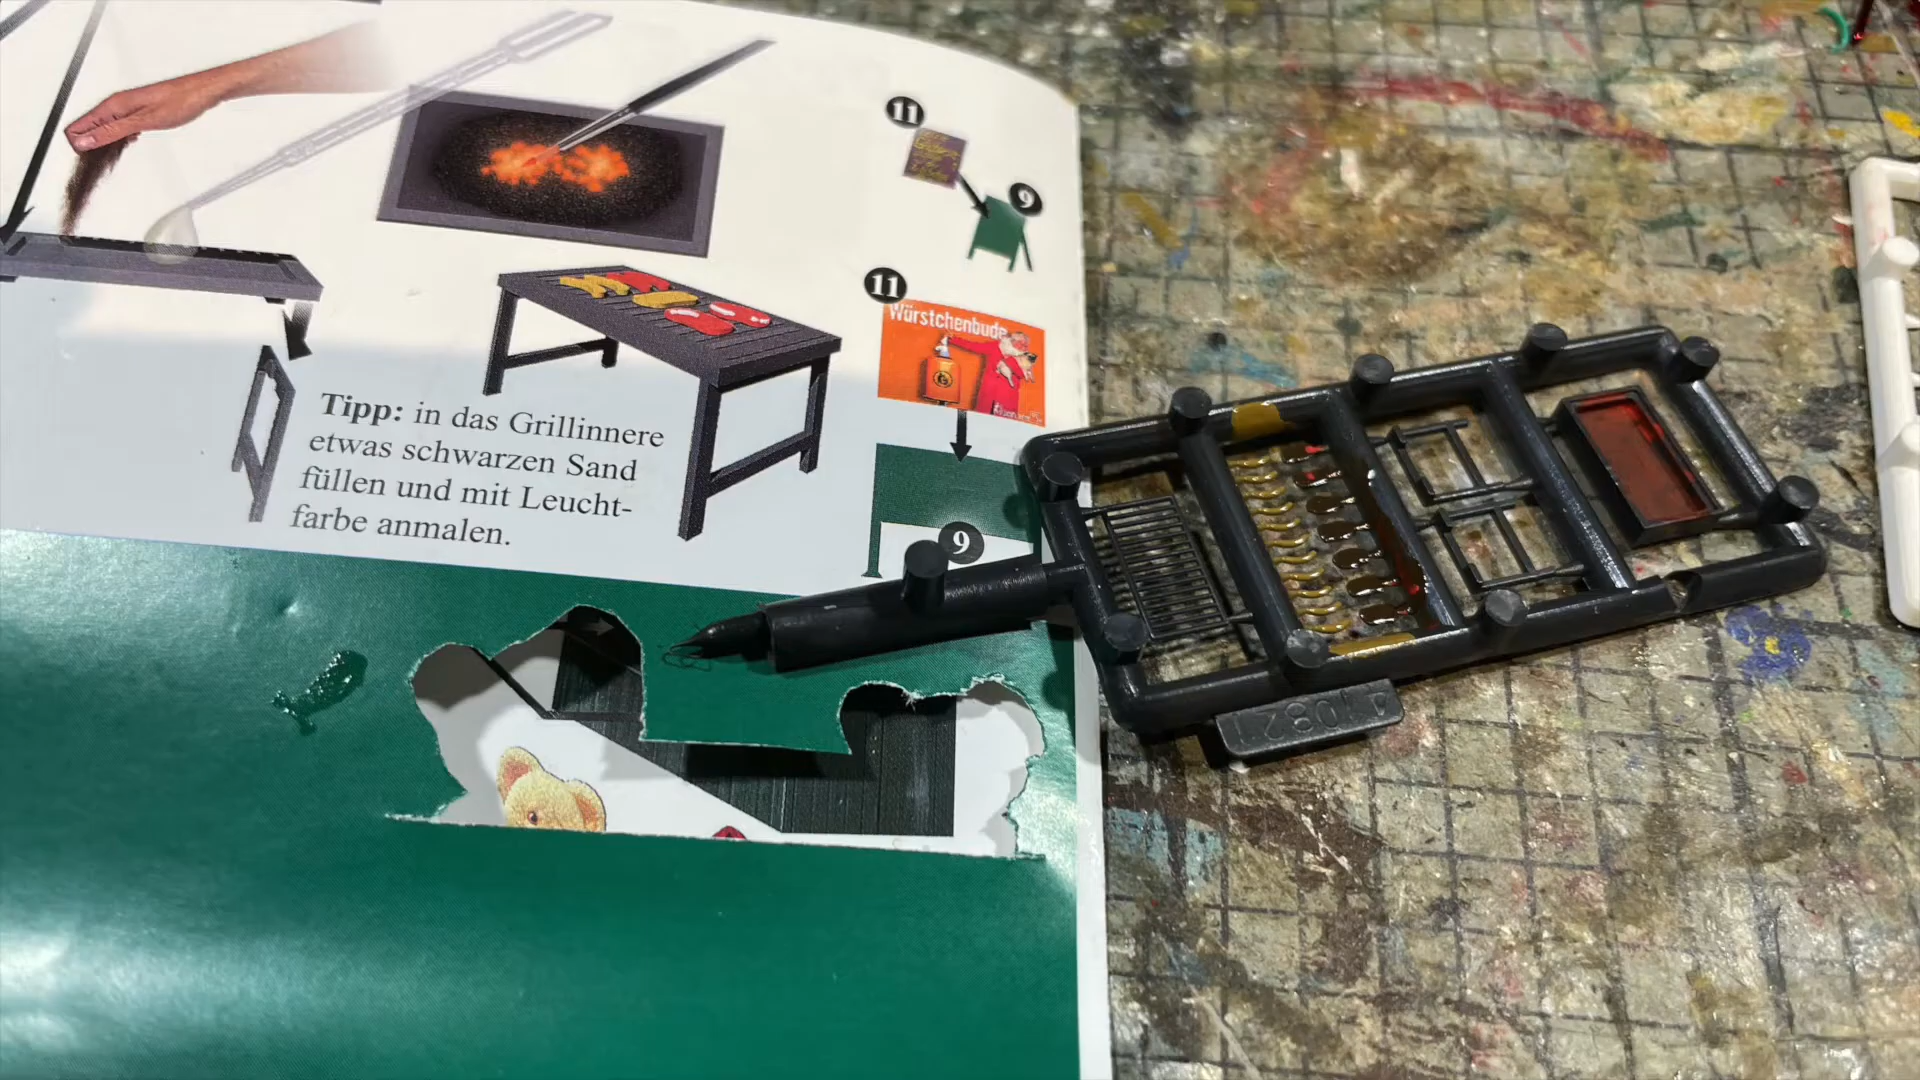 11
9
11
Würstchenbude
Tipp: in das Grillinnere
etwas schwarzen Sand
füllen und mit Leucht-
farbe anmalen.
9
410821